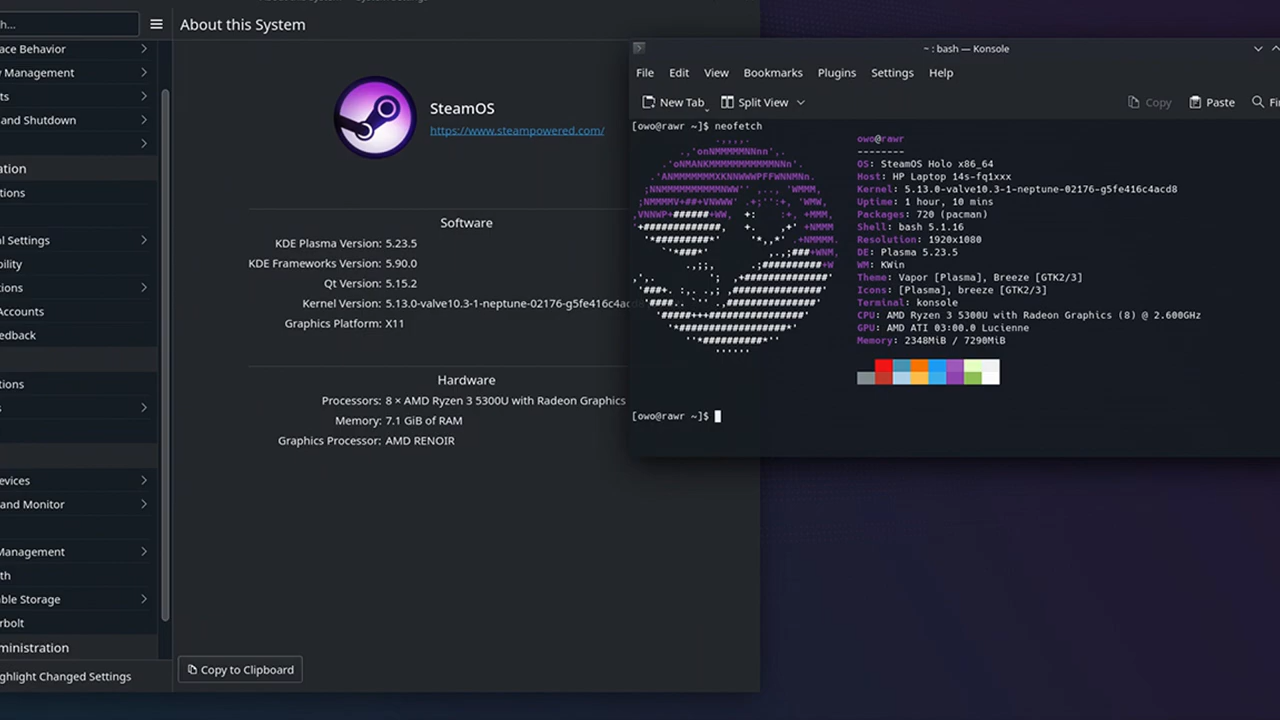 h...
About this System
ace Behavior
w Management
ts
and Shutdown
ation
tions
al Settings
bility
ions
Accounts
eedback
tions
s
evices
and Monitor
Management
th
able Storage
rbolt
ministration
ghlight Changed Settings
SteamOS
https://www.steampowered.com/
Software
KDE Plasma Version: 5.23.5
KDE Frameworks Version: 5.90.0
Qt Version: 5.15.2
Kernel Version: 5.13.0-valve10.3-1-neptune-02176-g5fe416c4acd8
Graphics Platform: X11
Hardware
Processors: 8 × AMD Ryzen 3 5300U with Radeon Graphics
Memory: 7.1 GiB of RAM
Graphics Processor: AMD RENOIR
Copy to Clipboard
~ : bash — Konsole
File Edit View Bookmarks Plugins Settings Help
New Tab Split View Copy Paste Fi
[owo@rawr ~]$ neofetch
owo@rawr
--------
OS: SteamOS Holo x86_64
Host: HP Laptop 14s-fq1xxx
Kernel: 5.13.0-valve10.3-1-neptune-02176-g5fe416c4acd8
Uptime: 1 hour, 10 mins
Packages: 720 (pacman)
Shell: bash 5.1.16
Resolution: 1920x1080
DE: Plasma 5.23.5
WM: KWin
Theme: Vapor [Plasma], Breeze [GTK2/3]
Icons: [Plasma], breeze [GTK2/3]
Terminal: konsole
CPU: AMD Ryzen 3 5300U with Radeon Graphics (8) @ 2.600GHz
GPU: AMD ATI 03:00.0 Lucienne
Memory: 2348MiB / 7290MiB
[owo@rawr ~]$